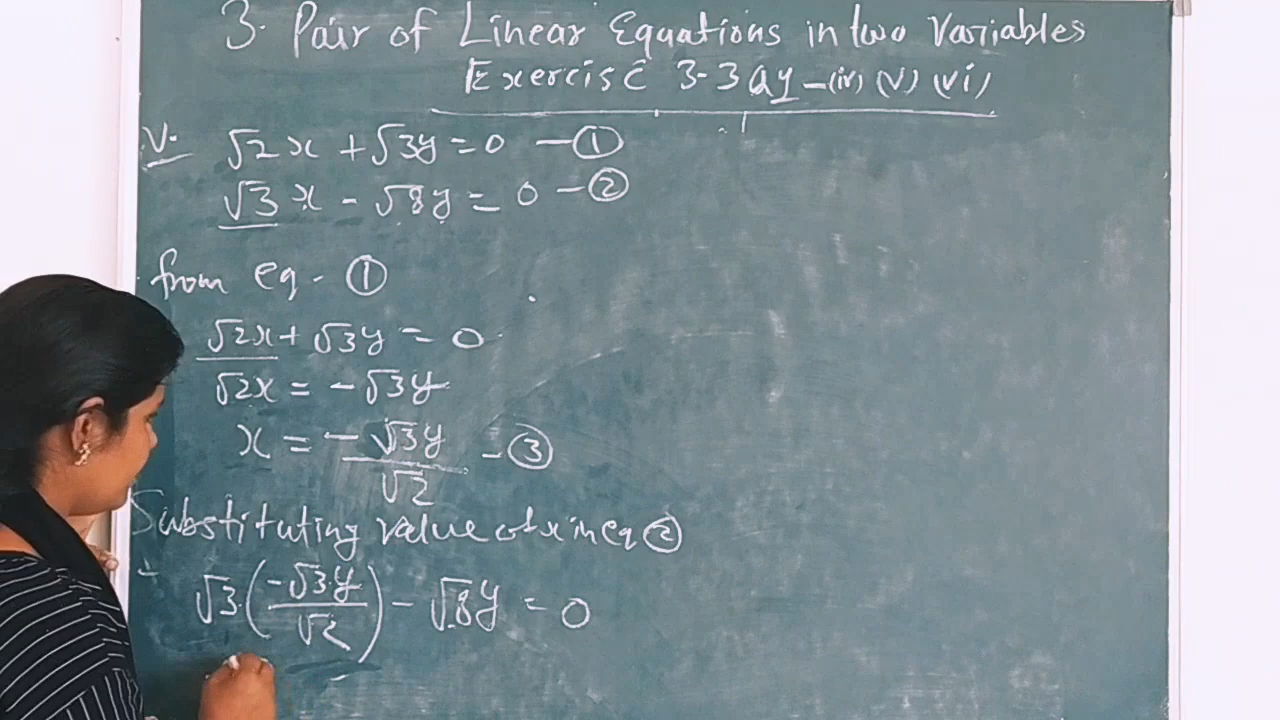 3. Pair of Linear Equations in two Variables
Exercise 3.3 Qy -(iv) (v) (vi)
V. √2x + √3y = 0 — ①
√3 x - √8y = 0 - ②
from eq - ①
√2x + √3y = 0
√2x = - √3y
x = - √3y / √2 - ③
Substituting value of x in eq ②
√3 (-√3y / √2) - √8y = 0